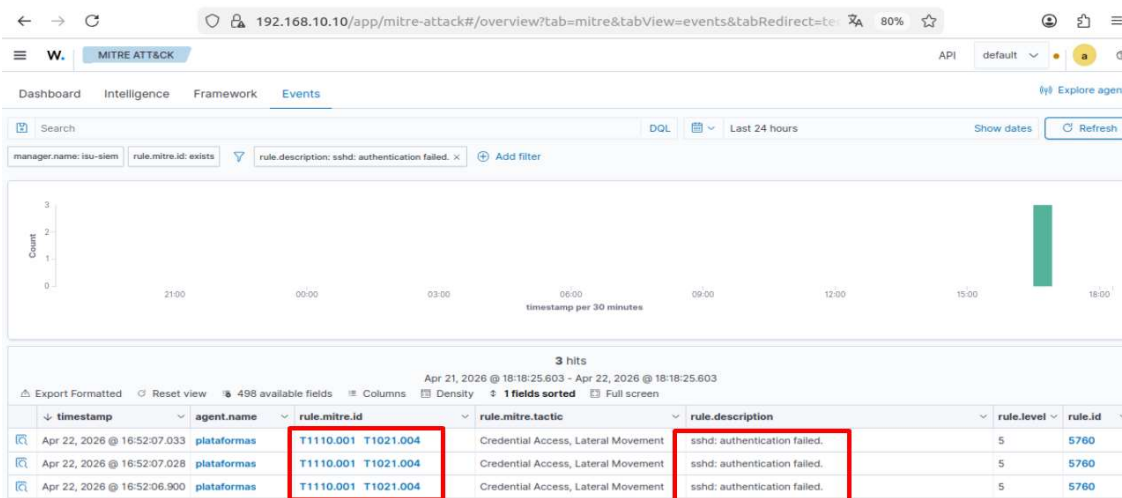 192.168.10.10/app/mitre-attack#/overview?tab=mitre&tabView=events&tabRedirect=te 80%
W. MITRE ATT&CK API default a
Dashboard Intelligence Framework Events Explore agen
Search DQL Last 24 hours Show dates Refresh
manager.name: isu-siem rule.mitre.id: exists rule.description: sshd: authentication failed. × Add filter
3
2
1
0
Count
21:00 00:00 03:00 06:00 09:00 12:00 15:00 18:00
timestamp per 30 minutes
3 hits
Apr 21, 2026 @ 18:18:25.603 - Apr 22, 2026 @ 18:18:25.603
Export Formatted Reset view 498 available fields Columns Density 1 fields sorted Full screen
timestamp agent.name rule.mitre.id rule.mitre.tactic rule.description rule.level rule.id
Apr 22, 2026 @ 16:52:07.033 plataformas T1110.001 T1021.004 Credential Access, Lateral Movement sshd: authentication failed. 5 5760
Apr 22, 2026 @ 16:52:07.028 plataformas T1110.001 T1021.004 Credential Access, Lateral Movement sshd: authentication failed. 5 5760
Apr 22, 2026 @ 16:52:06.900 plataformas T1110.001 T1021.004 Credential Access, Lateral Movement sshd: authentication failed. 5 5760